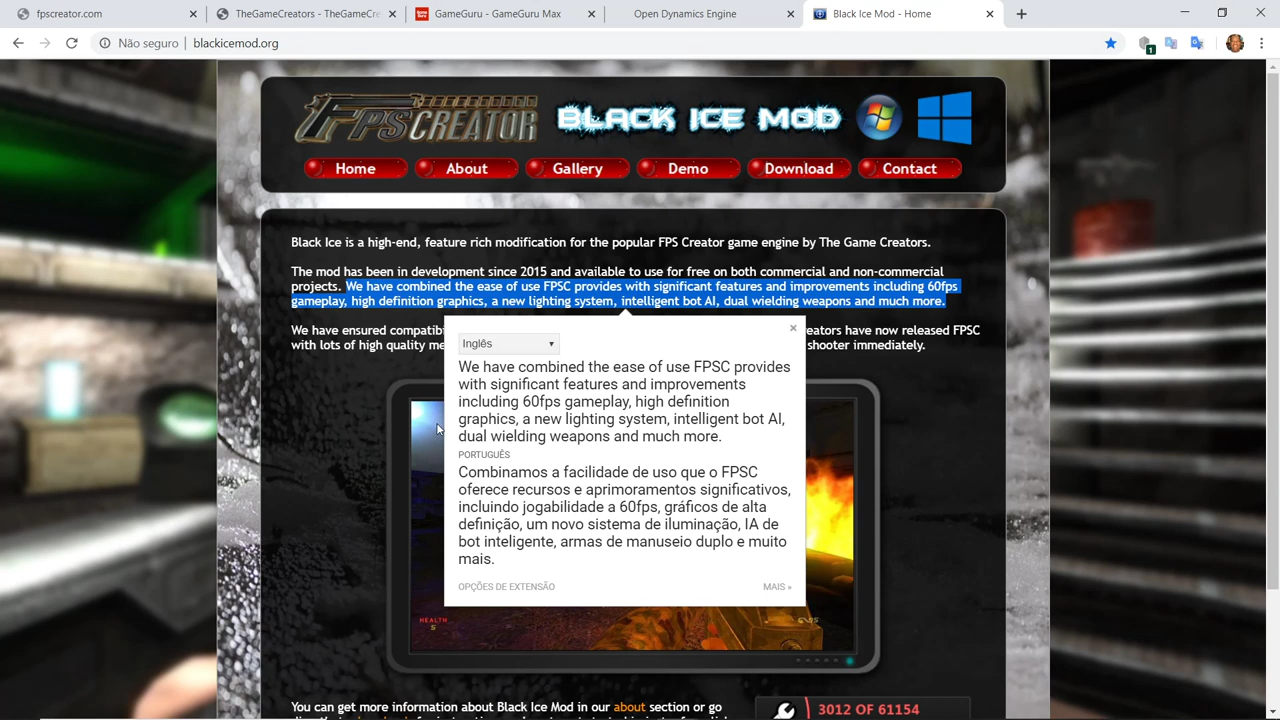 fpscreator.com
TheGameCreators - TheGameCre
GameGuru - GameGuru Max
Open Dynamics Engine
Black Ice Mod - Home
Não seguro | blackicemod.org
1
FPSCREATOR
BLACK ICE MOD
Home
About
Gallery
Demo
Download
Contact
Black Ice is a high-end, feature rich modification for the popular FPS Creator game engine by The Game Creators.
The mod has been in development since 2015 and available to use for free on both commercial and non-commercial
projects. We have combined the ease of use FPSC provides with significant features and improvements including 60fps
gameplay, high definition graphics, a new lighting system, intelligent bot AI, dual wielding weapons and much more.
We have ensured compatibi
eators have now released FPSC
with lots of high quality me
shooter immediately.
Inglês
We have combined the ease of use FPSC provides
with significant features and improvements
including 60fps gameplay, high definition
graphics, a new lighting system, intelligent bot AI,
dual wielding weapons and much more.
PORTUGUÊS
Combinamos a facilidade de uso que o FPSC
oferece recursos e aprimoramentos significativos,
incluindo jogabilidade a 60fps, gráficos de alta
definição, um novo sistema de iluminação, IA de
bot inteligente, armas de manuseio duplo e muito
mais.
OPÇÕES DE EXTENSÃO
MAIS »
HEALTH
5
You can get more information about Black Ice Mod in our about section or go
3012 OF 61154